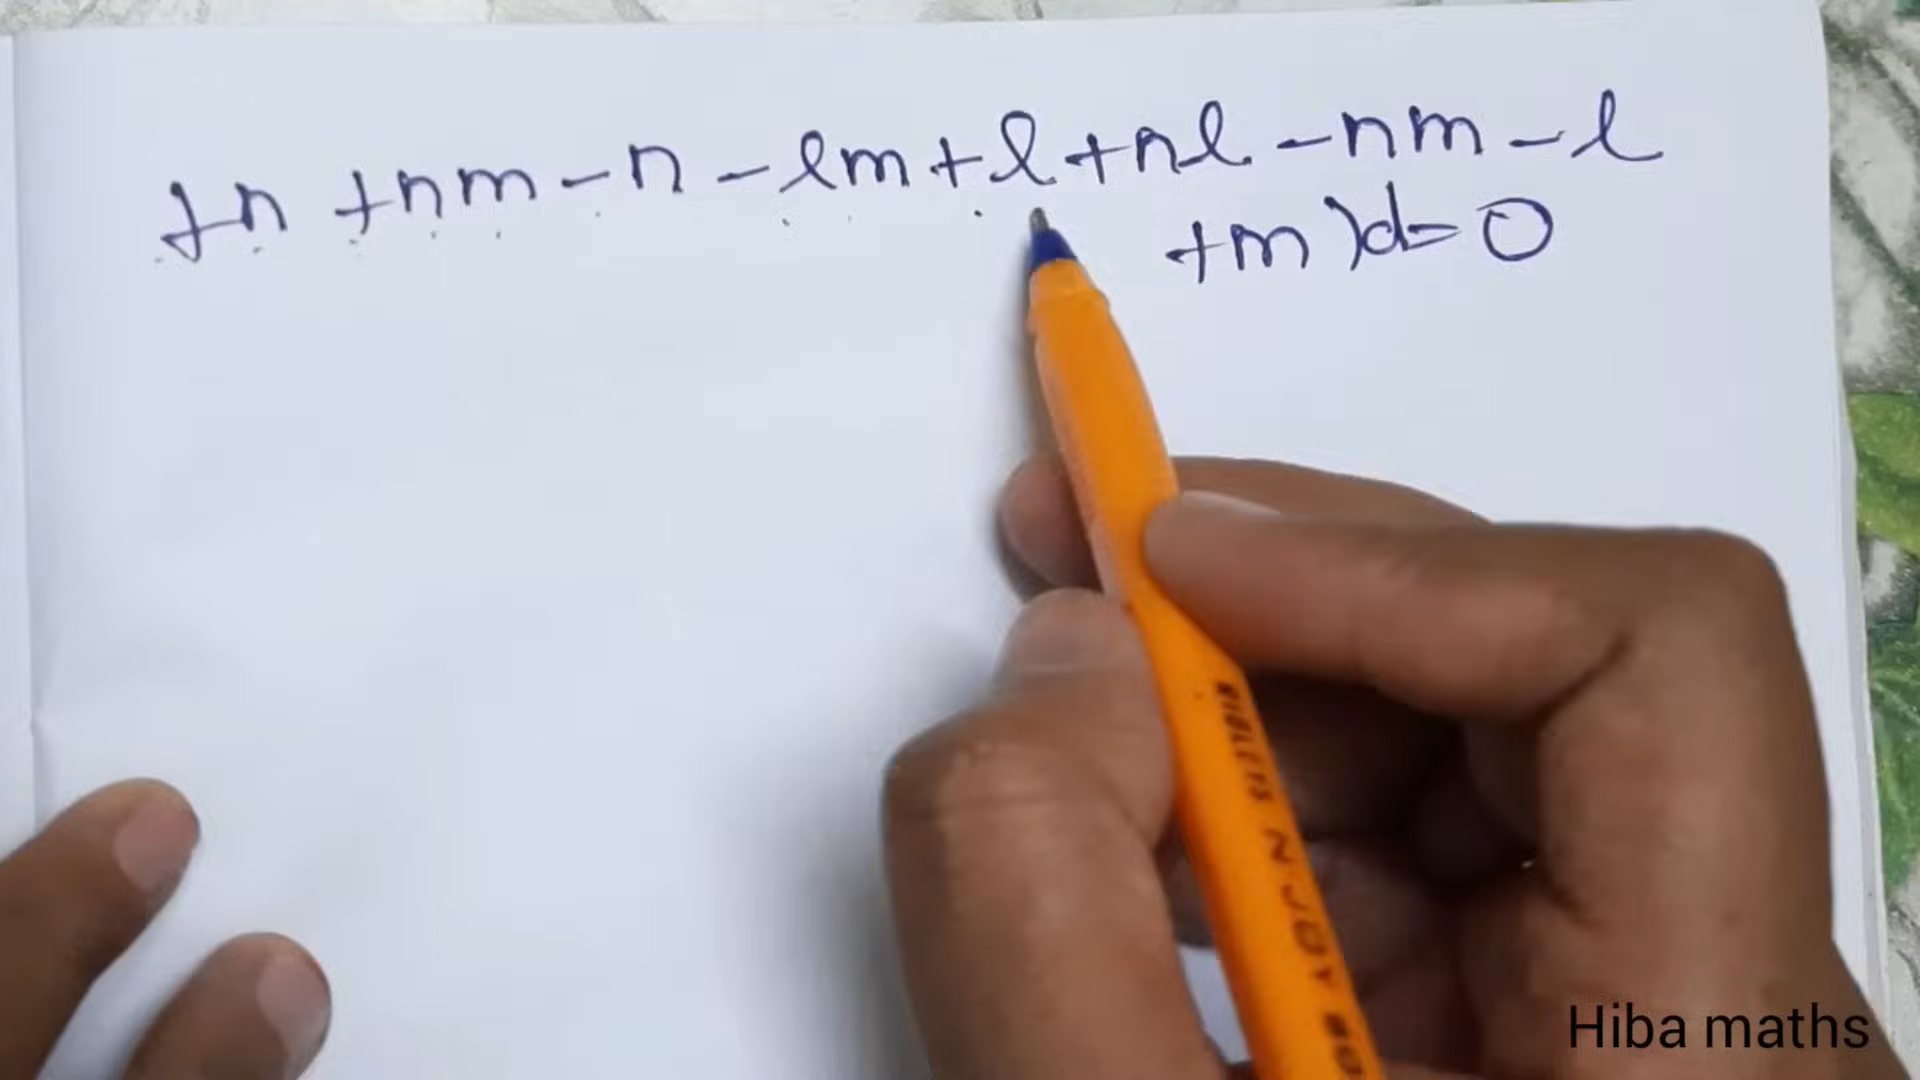 +n +nm -n -lm +l +nl -nm -l
+m)d=0
Hiba maths